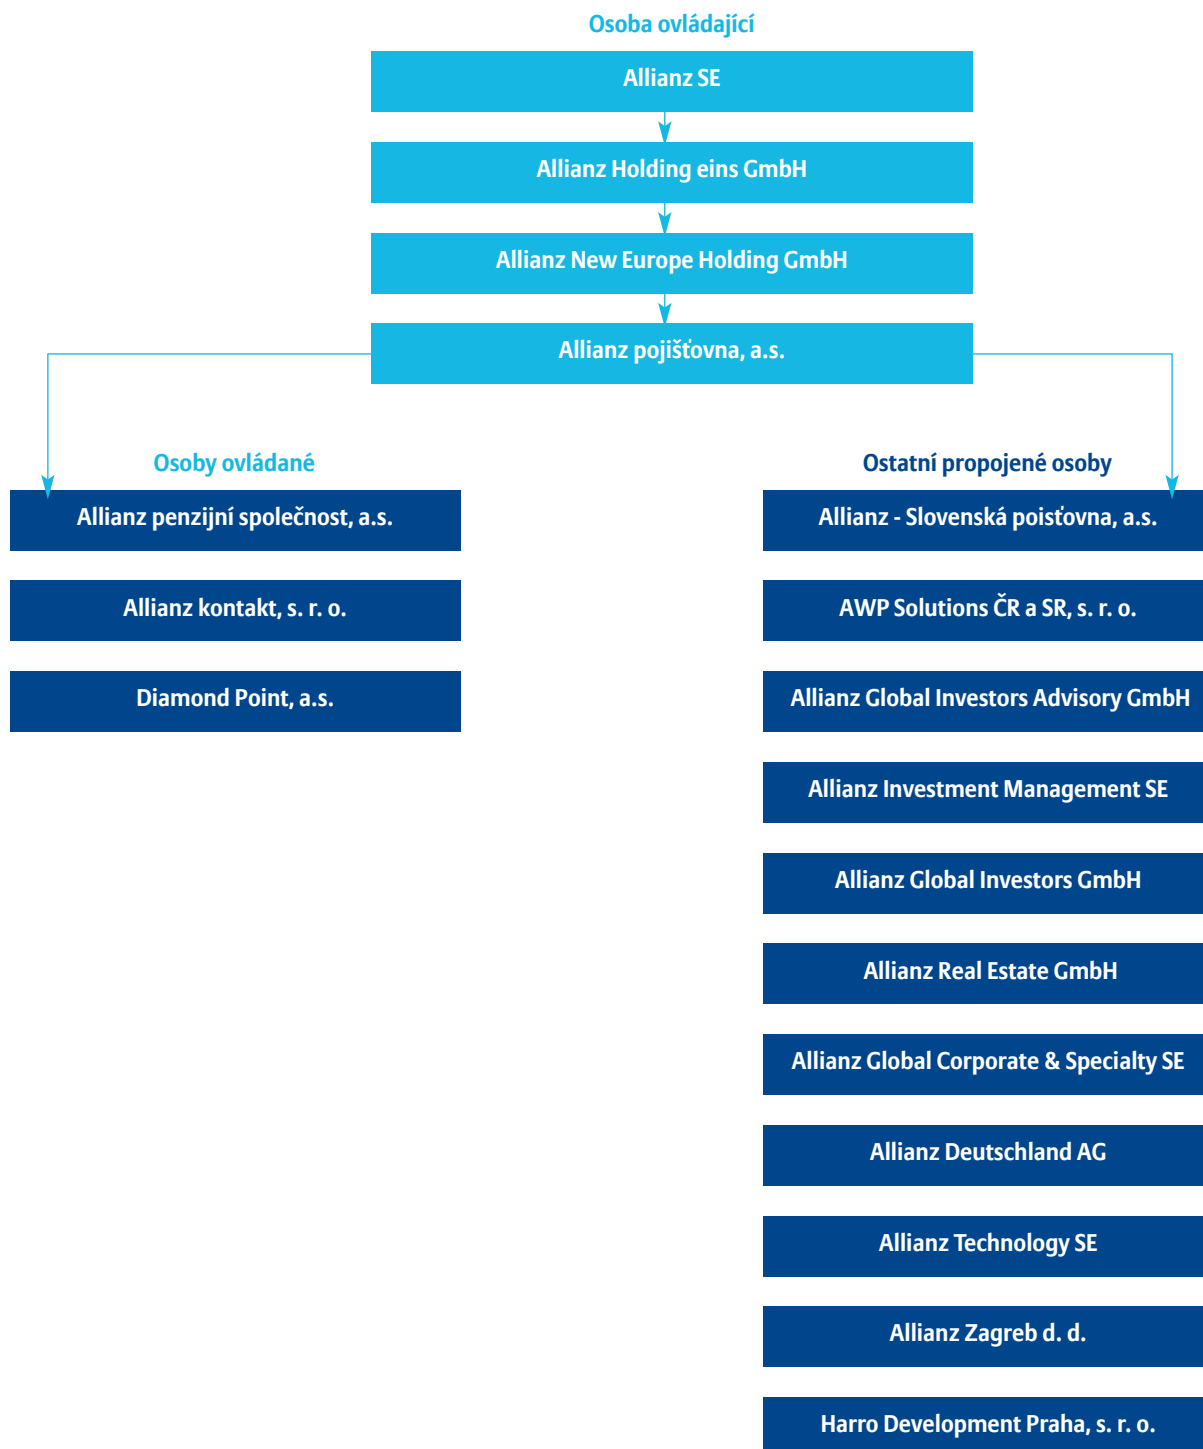 Osoba ovládající
Allianz SE
Allianz Holding eins GmbH
Allianz New Europe Holding GmbH
Allianz pojišťovna, a.s.
Osoby ovládané
Allianz penzijní společnost, a.s.
Allianz kontakt, s. r. o.
Diamond Point, a.s.
Ostatní propojené osoby
Allianz - Slovenská poisťovna, a.s.
AWP Solutions ČR a SR, s. r. o.
Allianz Global Investors Advisory GmbH
Allianz Investment Management SE
Allianz Global Investors GmbH
Allianz Real Estate GmbH
Allianz Global Corporate & Specialty SE
Allianz Deutschland AG
Allianz Technology SE
Allianz Zagreb d. d.
Harro Development Praha, s. r. o.